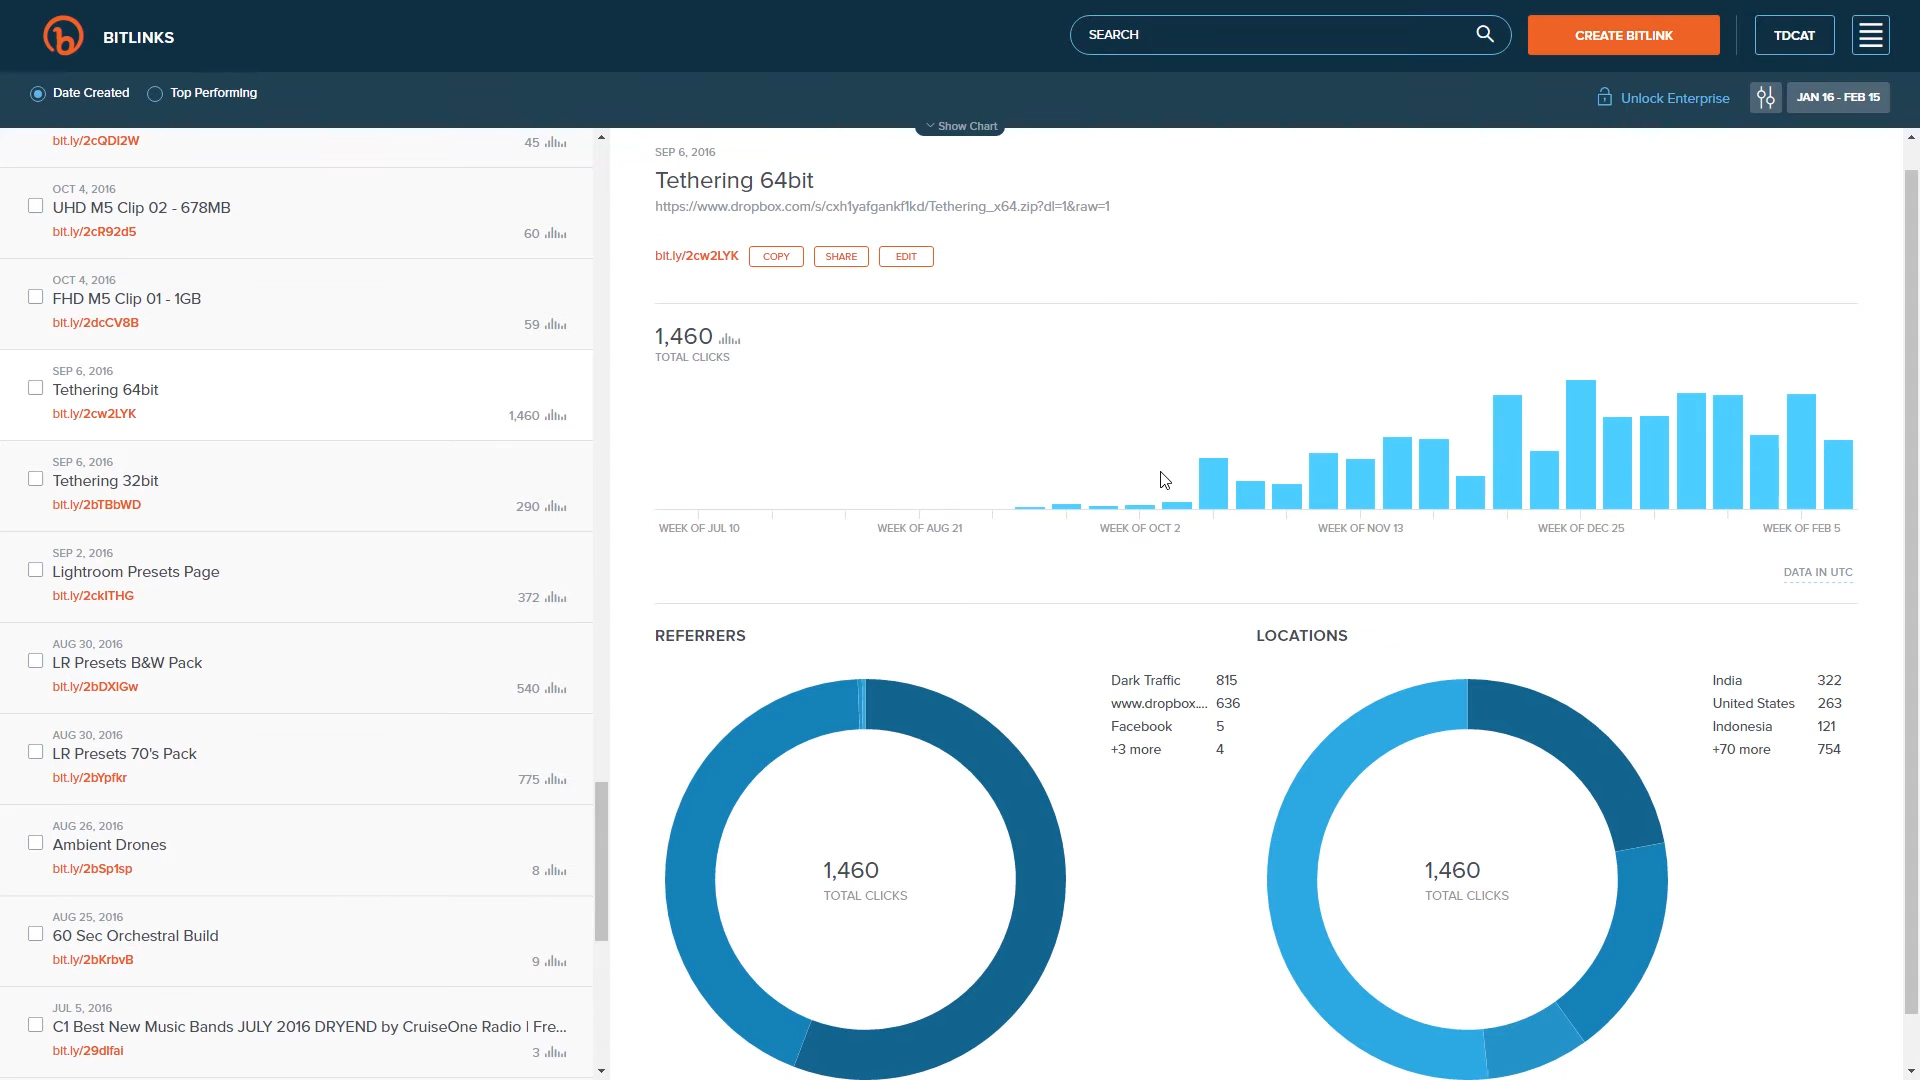 BITLINKS
SEARCH
CREATE BITLINK
TDCAT
Date Created
Top Performing
Unlock Enterprise
JAN 16 - FEB 15
Show Chart
bit.ly/2cQDI2W
45
OCT 4, 2016
UHD M5 Clip 02 - 678MB
bit.ly/2cR92d5
60
OCT 4, 2016
FHD M5 Clip 01 - 1GB
bit.ly/2dcCV8B
59
SEP 6, 2016
Tethering 64bit
bit.ly/2cw2LYK
1,460
SEP 6, 2016
Tethering 32bit
bit.ly/2bTBbWD
290
SEP 2, 2016
Lightroom Presets Page
bit.ly/2ckITHG
372
AUG 30, 2016
LR Presets B&W Pack
bit.ly/2bDXIGw
540
AUG 30, 2016
LR Presets 70's Pack
bit.ly/2bYpfkr
775
AUG 26, 2016
Ambient Drones
bit.ly/2bSp1sp
8
AUG 25, 2016
60 Sec Orchestral Build
bit.ly/2bKrbvB
9
JUL 5, 2016
C1 Best New Music Bands JULY 2016 DRYEND by CruiseOne Radio | Fre...
bit.ly/29dlfai
3
SEP 6, 2016
Tethering 64bit
https://www.dropbox.com/s/cxh1yafgankf1kd/Tethering_x64.zip?dl=1&raw=1
bit.ly/2cw2LYK
COPY
SHARE
EDIT
1,460
TOTAL CLICKS
WEEK OF JUL 10
WEEK OF AUG 21
WEEK OF OCT 2
WEEK OF NOV 13
WEEK OF DEC 25
WEEK OF FEB 5
DATA IN UTC
REFERRERS
Dark Traffic 815
www.dropbox.... 636
Facebook 5
+3 more 4
1,460
TOTAL CLICKS
LOCATIONS
India 322
United States 263
Indonesia 121
+70 more 754
1,460
TOTAL CLICKS